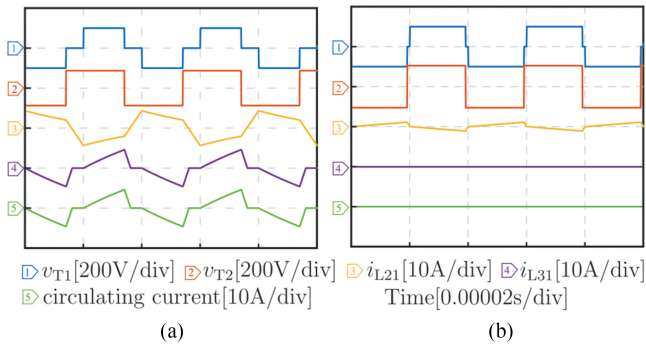 1 1
2 2
3 3
4 4
5 5
1 vT1[200V/div] 2 vT2[200V/div] 3 iL21[10A/div] 4 iL31[10A/div]
5 circulating current[10A/div] Time[0.00002s/div]
(a) (b)